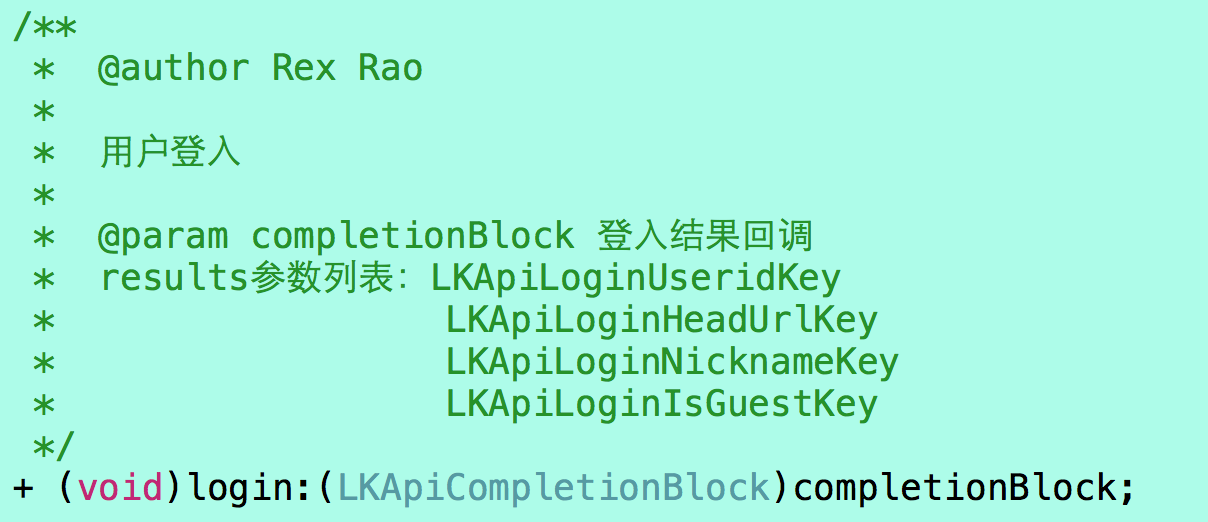 /**
 *  @author Rex Rao
 *
 *  用户登入
 *
 *  @param completionBlock 登入结果回调
 *  results参数列表：LKApiLoginUseridKey
 *                   LKApiLoginHeadUrlKey
 *                   LKApiLoginNicknameKey
 *                   LKApiLoginIsGuestKey
 */
+ (void)login:(LKApiCompletionBlock)completionBlock;